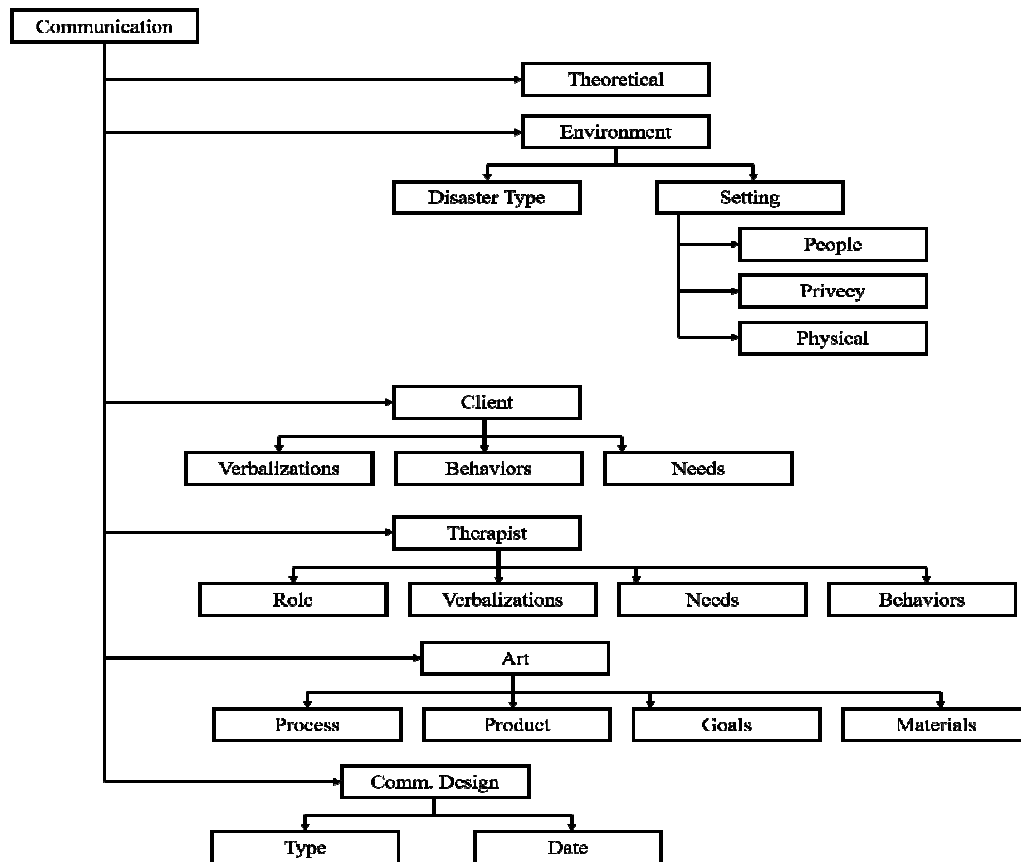 Communication
Theoretical
Environment
Disaster Type
Setting
People
Privecy
Physical
Client
Verbalizations
Behaviors
Needs
Therapist
Role
Verbalizations
Needs
Behaviors
Art
Process
Product
Goals
Materials
Comm. Design
Type
Date